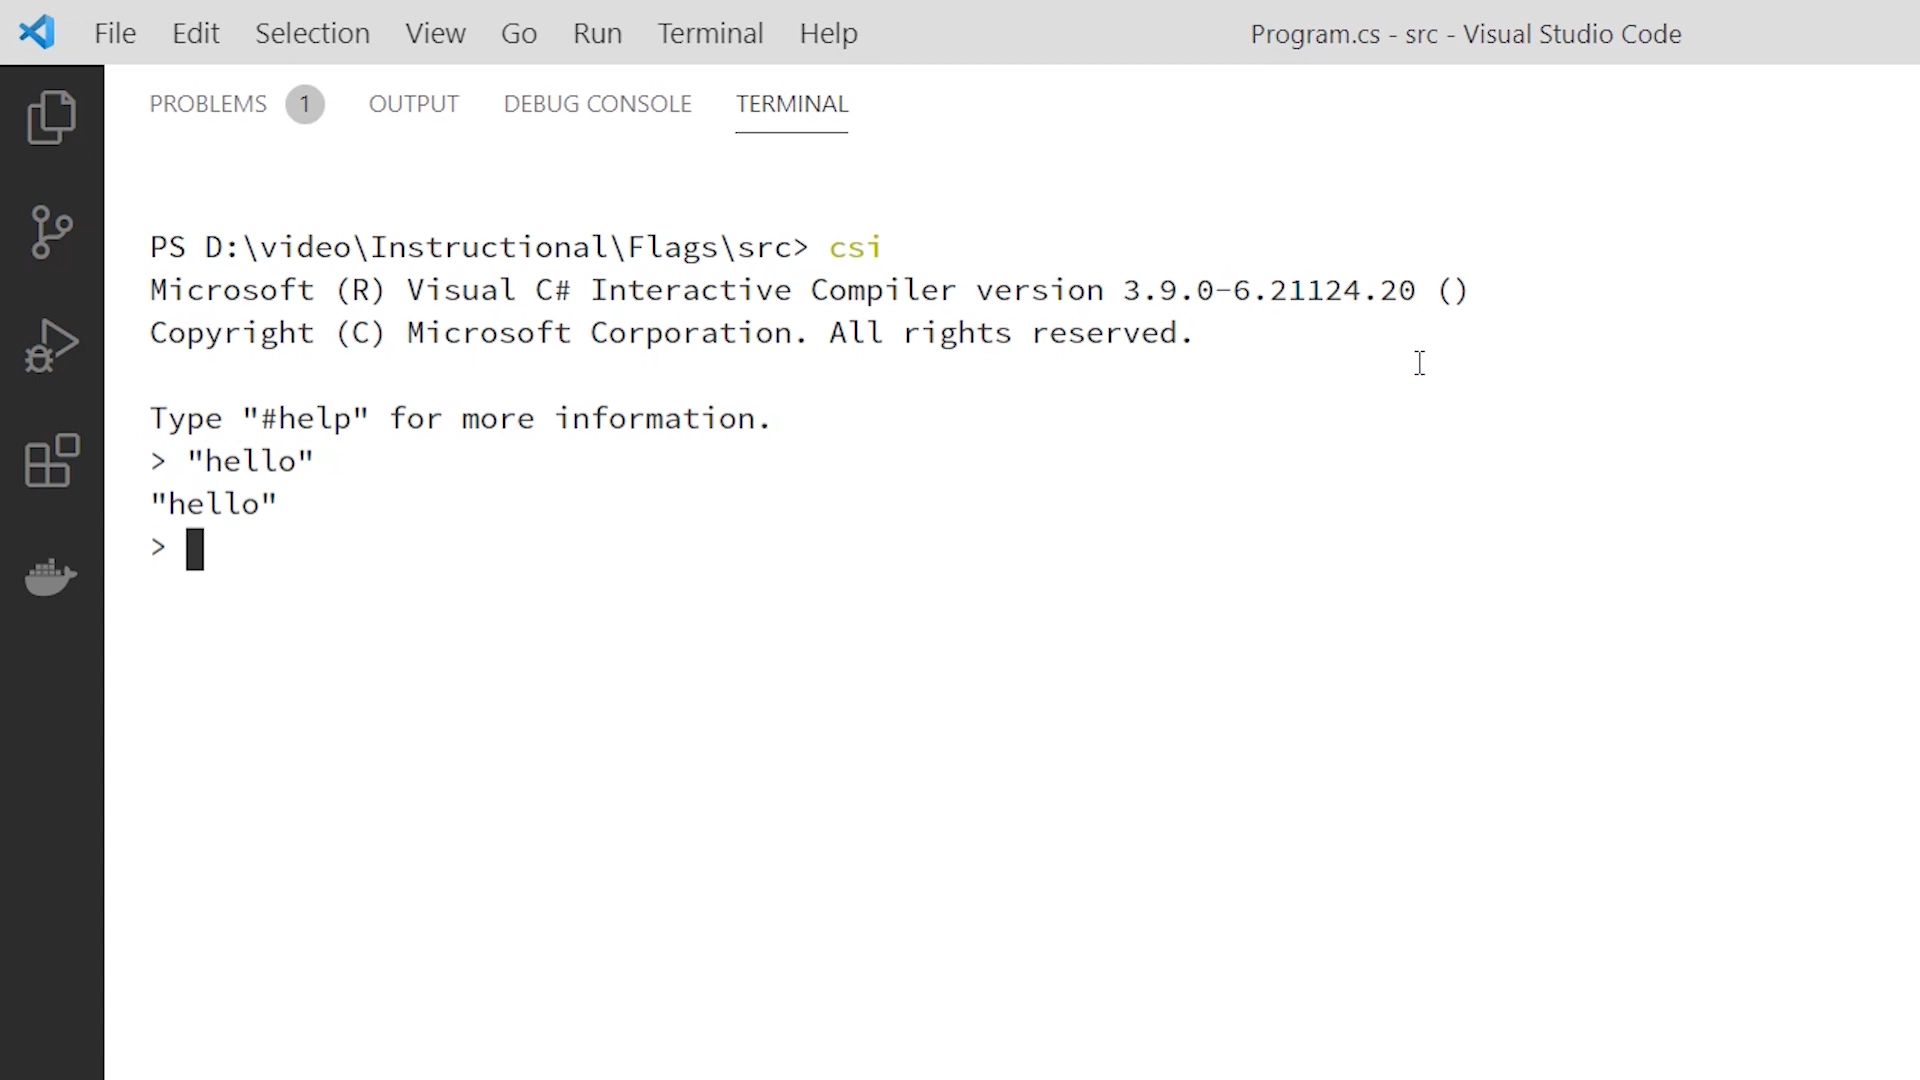 File Edit Selection View Go Run Terminal Help Program.cs - src - Visual Studio Code
PROBLEMS 1 OUTPUT DEBUG CONSOLE TERMINAL
PS D:\video\Instructional\Flags\src> csi
Microsoft (R) Visual C# Interactive Compiler version 3.9.0-6.21124.20 ()
Copyright (C) Microsoft Corporation. All rights reserved.
Type "#help" for more information.
> "hello"
"hello"
>